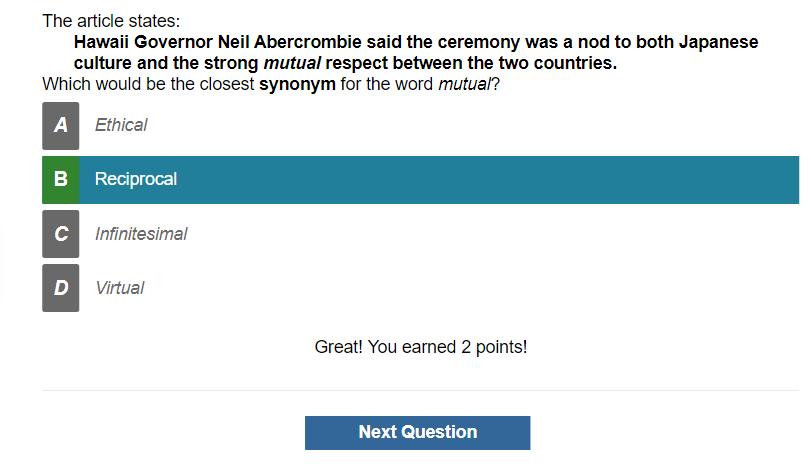 The article states:
Hawaii Governor Neil Abercrombie said the ceremony was a nod to both Japanese
culture and the strong mutual respect between the two countries.
Which would be the closest synonym for the word mutual?
A Ethical
B Reciprocal
C Infinitesimal
D Virtual
Great! You earned 2 points!
Next Question